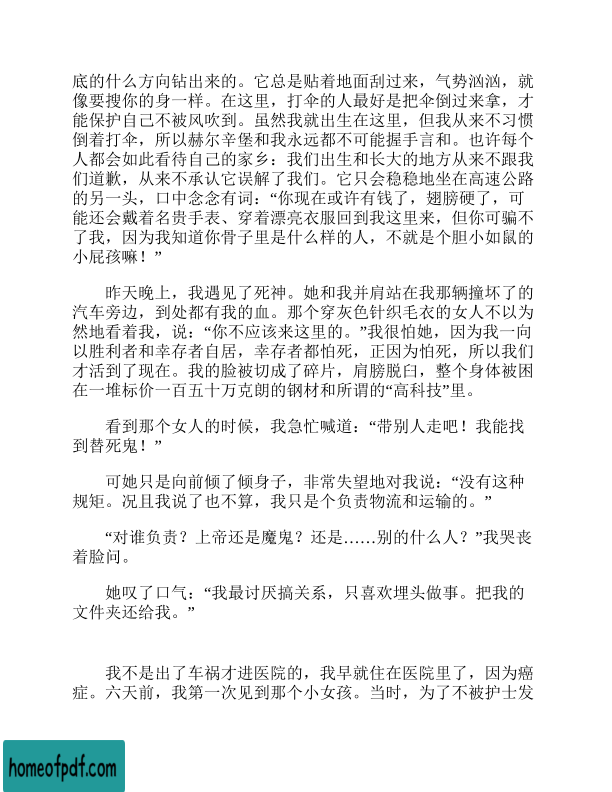 底的什么方向钻出来的。它总是贴着地面刮过来，气势汹汹，就
像要搜你的身一样。在这里，打伞的人最好是把伞倒过来拿，才
能保护自己不被风吹到。虽然我就出生在这里，但我从来不习惯
倒着打伞，所以赫尔辛堡和我永远都不可能握手言和。也许每个
人都会如此看待自己的家乡：我们出生和长大的地方从来不跟我
们道歉，从来不承认它误解了我们。它只会稳稳地坐在高速公路
的另一头，口中念念有词：“你现在或许有钱了，翅膀硬了，可
能还会戴着名贵手表、穿着漂亮衣服回到我这里来，但你可骗不
了我，因为我知道你骨子里是什么样的人，不就是个胆小如鼠的
小屁孩嘛！”
昨天晚上，我遇见了死神。她和我并肩站在我那辆撞坏了的
汽车旁边，到处都有我的血。那个穿灰色针织毛衣的女人不以为
然地看着我，说：“你不应该来这里的。”我很怕她，因为我一向
以胜利者和幸存者自居，幸存者都怕死，正因为怕死，所以我们
才活到了现在。我的脸被切成了碎片，肩膀脱臼，整个身体被困
在一堆标价一百五十万克朗的钢材和所谓的“高科技”里。
看到那个女人的时候，我急忙喊道：“带别人走吧！我能找
到替死鬼！”
可她只是向前倾了倾身子，非常失望地对我说：“没有这种
规矩。况且我说了也不算，我只是个负责物流和运输的。”
“对谁负责？上帝还是魔鬼？还是……别的什么人？”我哭丧
着脸问。
她叹了口气：“我最讨厌搞关系，只喜欢埋头做事。把我的
文件夹还给我。”
我不是出了车祸才进医院的，我早就住在医院里了，因为癌
症。六天前，我第一次见到那个小女孩。当时，为了不被护士发
homeofpdf.com